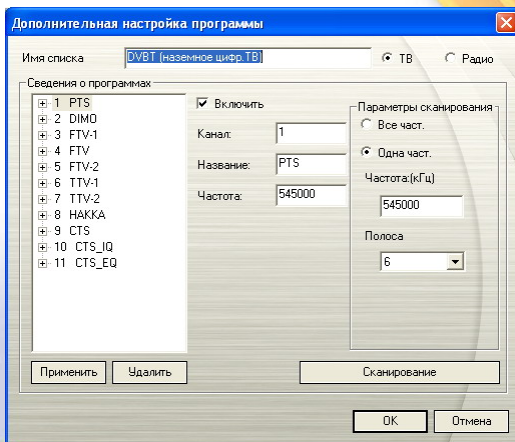 Дополнительная настройка программы
Имя списка DVBT (наземное цифр.ТВ) ТВ Радио
Сведения о программах
1 PTS
2 DIMO
3 FTV-1
4 FTV
5 FTV-2
6 TTV-1
7 TTV-2
8 HAKKA
9 CTS
10 CTS_IQ
11 CTS_EQ
Включить
Канал: 1
Название: PTS
Частота: 545000
Параметры сканирования
Все част.
Одна част.
Частота:(кГц)
545000
Полоса
6
Применить Удалить Сканирование
OK Отмена